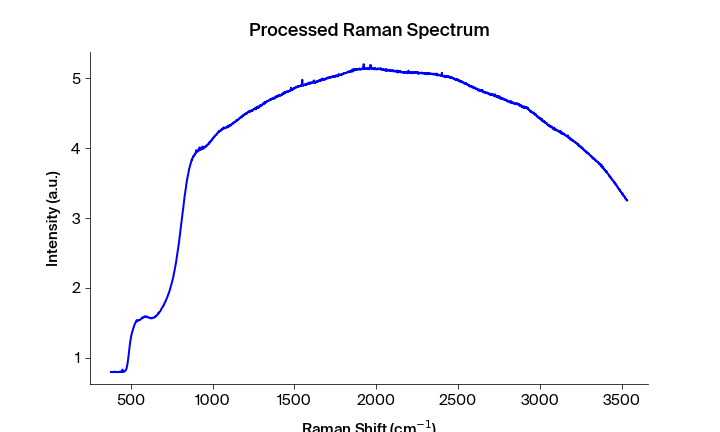 Processed Raman Spectrum
Intensity (a.u.)
5
4
3
2
1
500 1000 1500 2000 2500 3000 3500
Raman Shift (cm⁻¹)